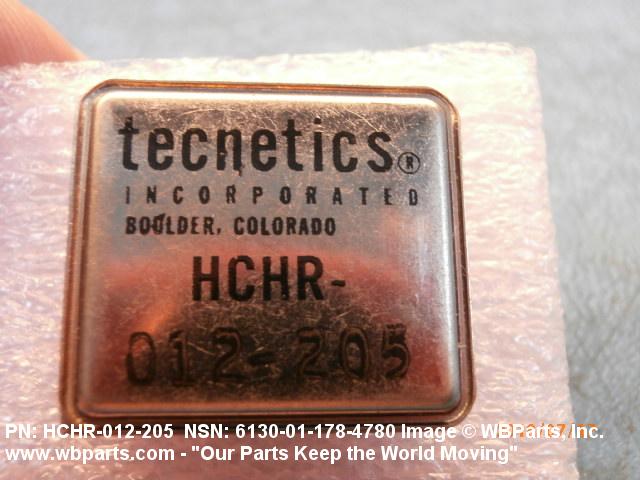 tecnetics®
INCORPORATED
BOULDER, COLORADO
HCHR-
012-205
PN: HCHR-012-205 NSN: 6130-01-178-4780 Image © WBParts, Inc.
www.wbparts.com - "Our Parts Keep the World Moving"